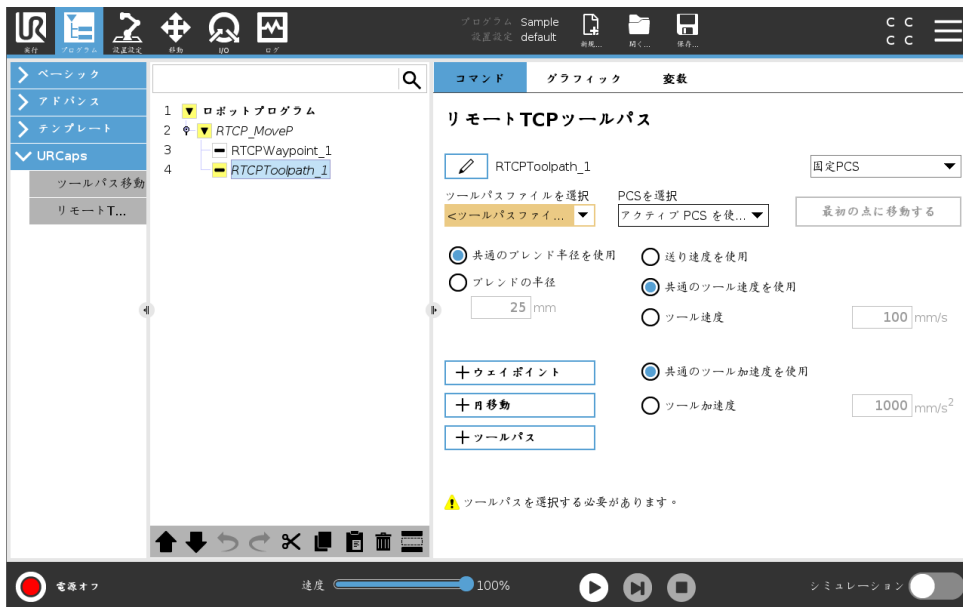 UR
プログラム Sample
設置設定 default
C C
C C
実行 プログラム 設置設定 移動 I/O ログ 新規... 開く... 保存...
ベーシック
アドバンス
テンプレート
URCaps
ツールパス移動
リモートT...
1 ロボットプログラム
2 RTCP_MoveP
3 RTCPWaypoint_1
4 RTCPToolpath_1
コマンド グラフィック 変数
リモートTCPツールパス
RTCPToolpath_1 固定PCS
ツールパスファイルを選択 PCSを選択
<ツールパスファイ... アクティブ PCS を使... 最初の点に移動する
共通のブレンド半径を使用 送り速度を使用
ブレンドの半径 共通のツール速度を使用
25 mm ツール速度 100 mm/s
ウェイポイント 共通のツール加速度を使用
円移動 ツール加速度 1000 mm/s²
ツールパス
ツールパスを選択する必要があります。
電源オフ 速度 100% シミュレーション